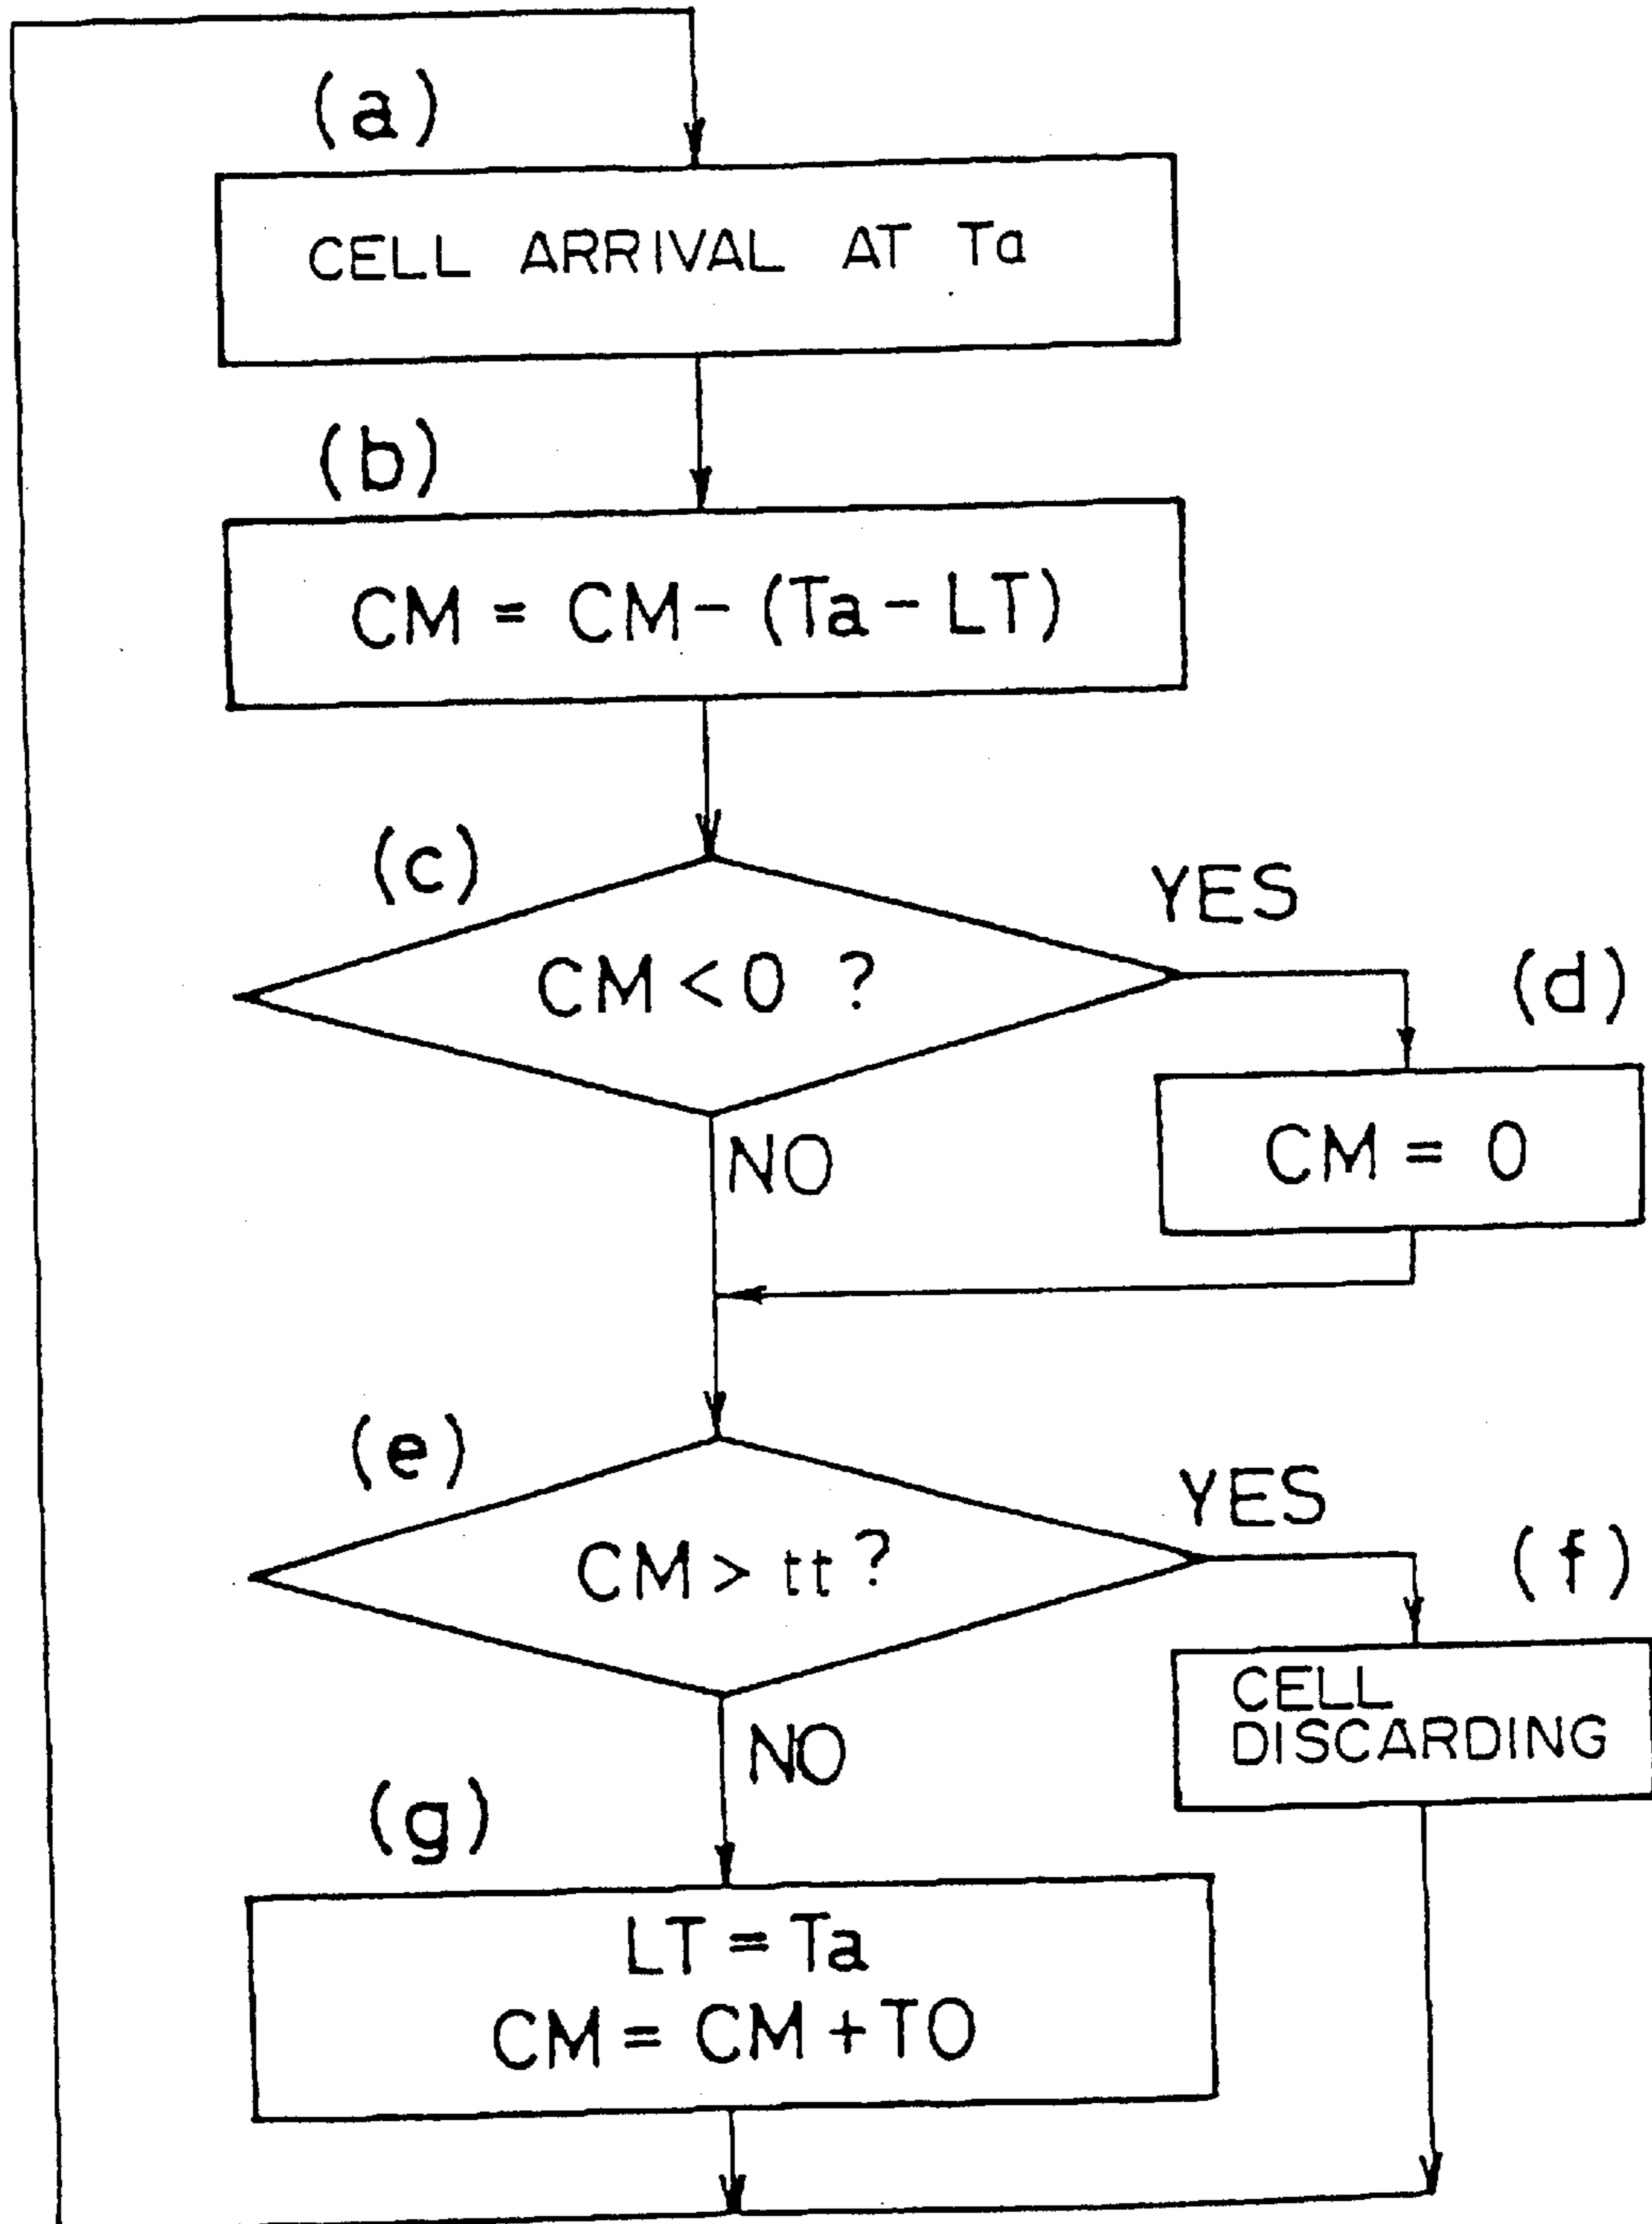 (a)
CELL ARRIVAL AT Ta
(b)
CM = CM - (Ta - LT)
(c)
YES
CM < 0 ?
(d)
NO
CM = 0
(e)
YES
CM > tt ?
(f)
CELL
DISCARDING
NO
(g)
LT = Ta
CM = CM + TO